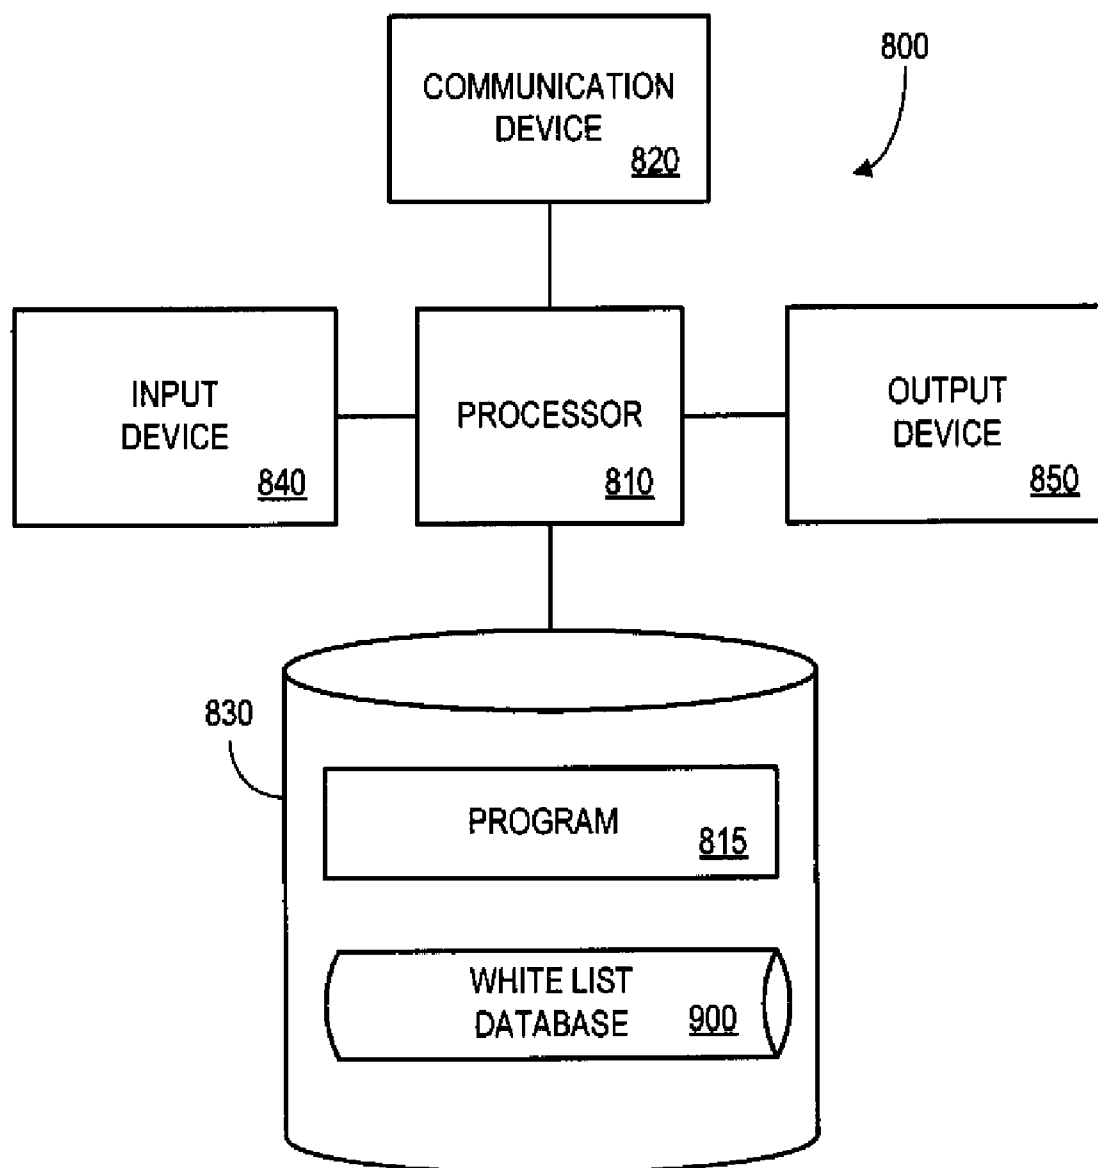 800
COMMUNICATION
DEVICE
820
INPUT
DEVICE
840
PROCESSOR
810
OUTPUT
DEVICE
850
830
PROGRAM
815
WHITE LIST
DATABASE
900